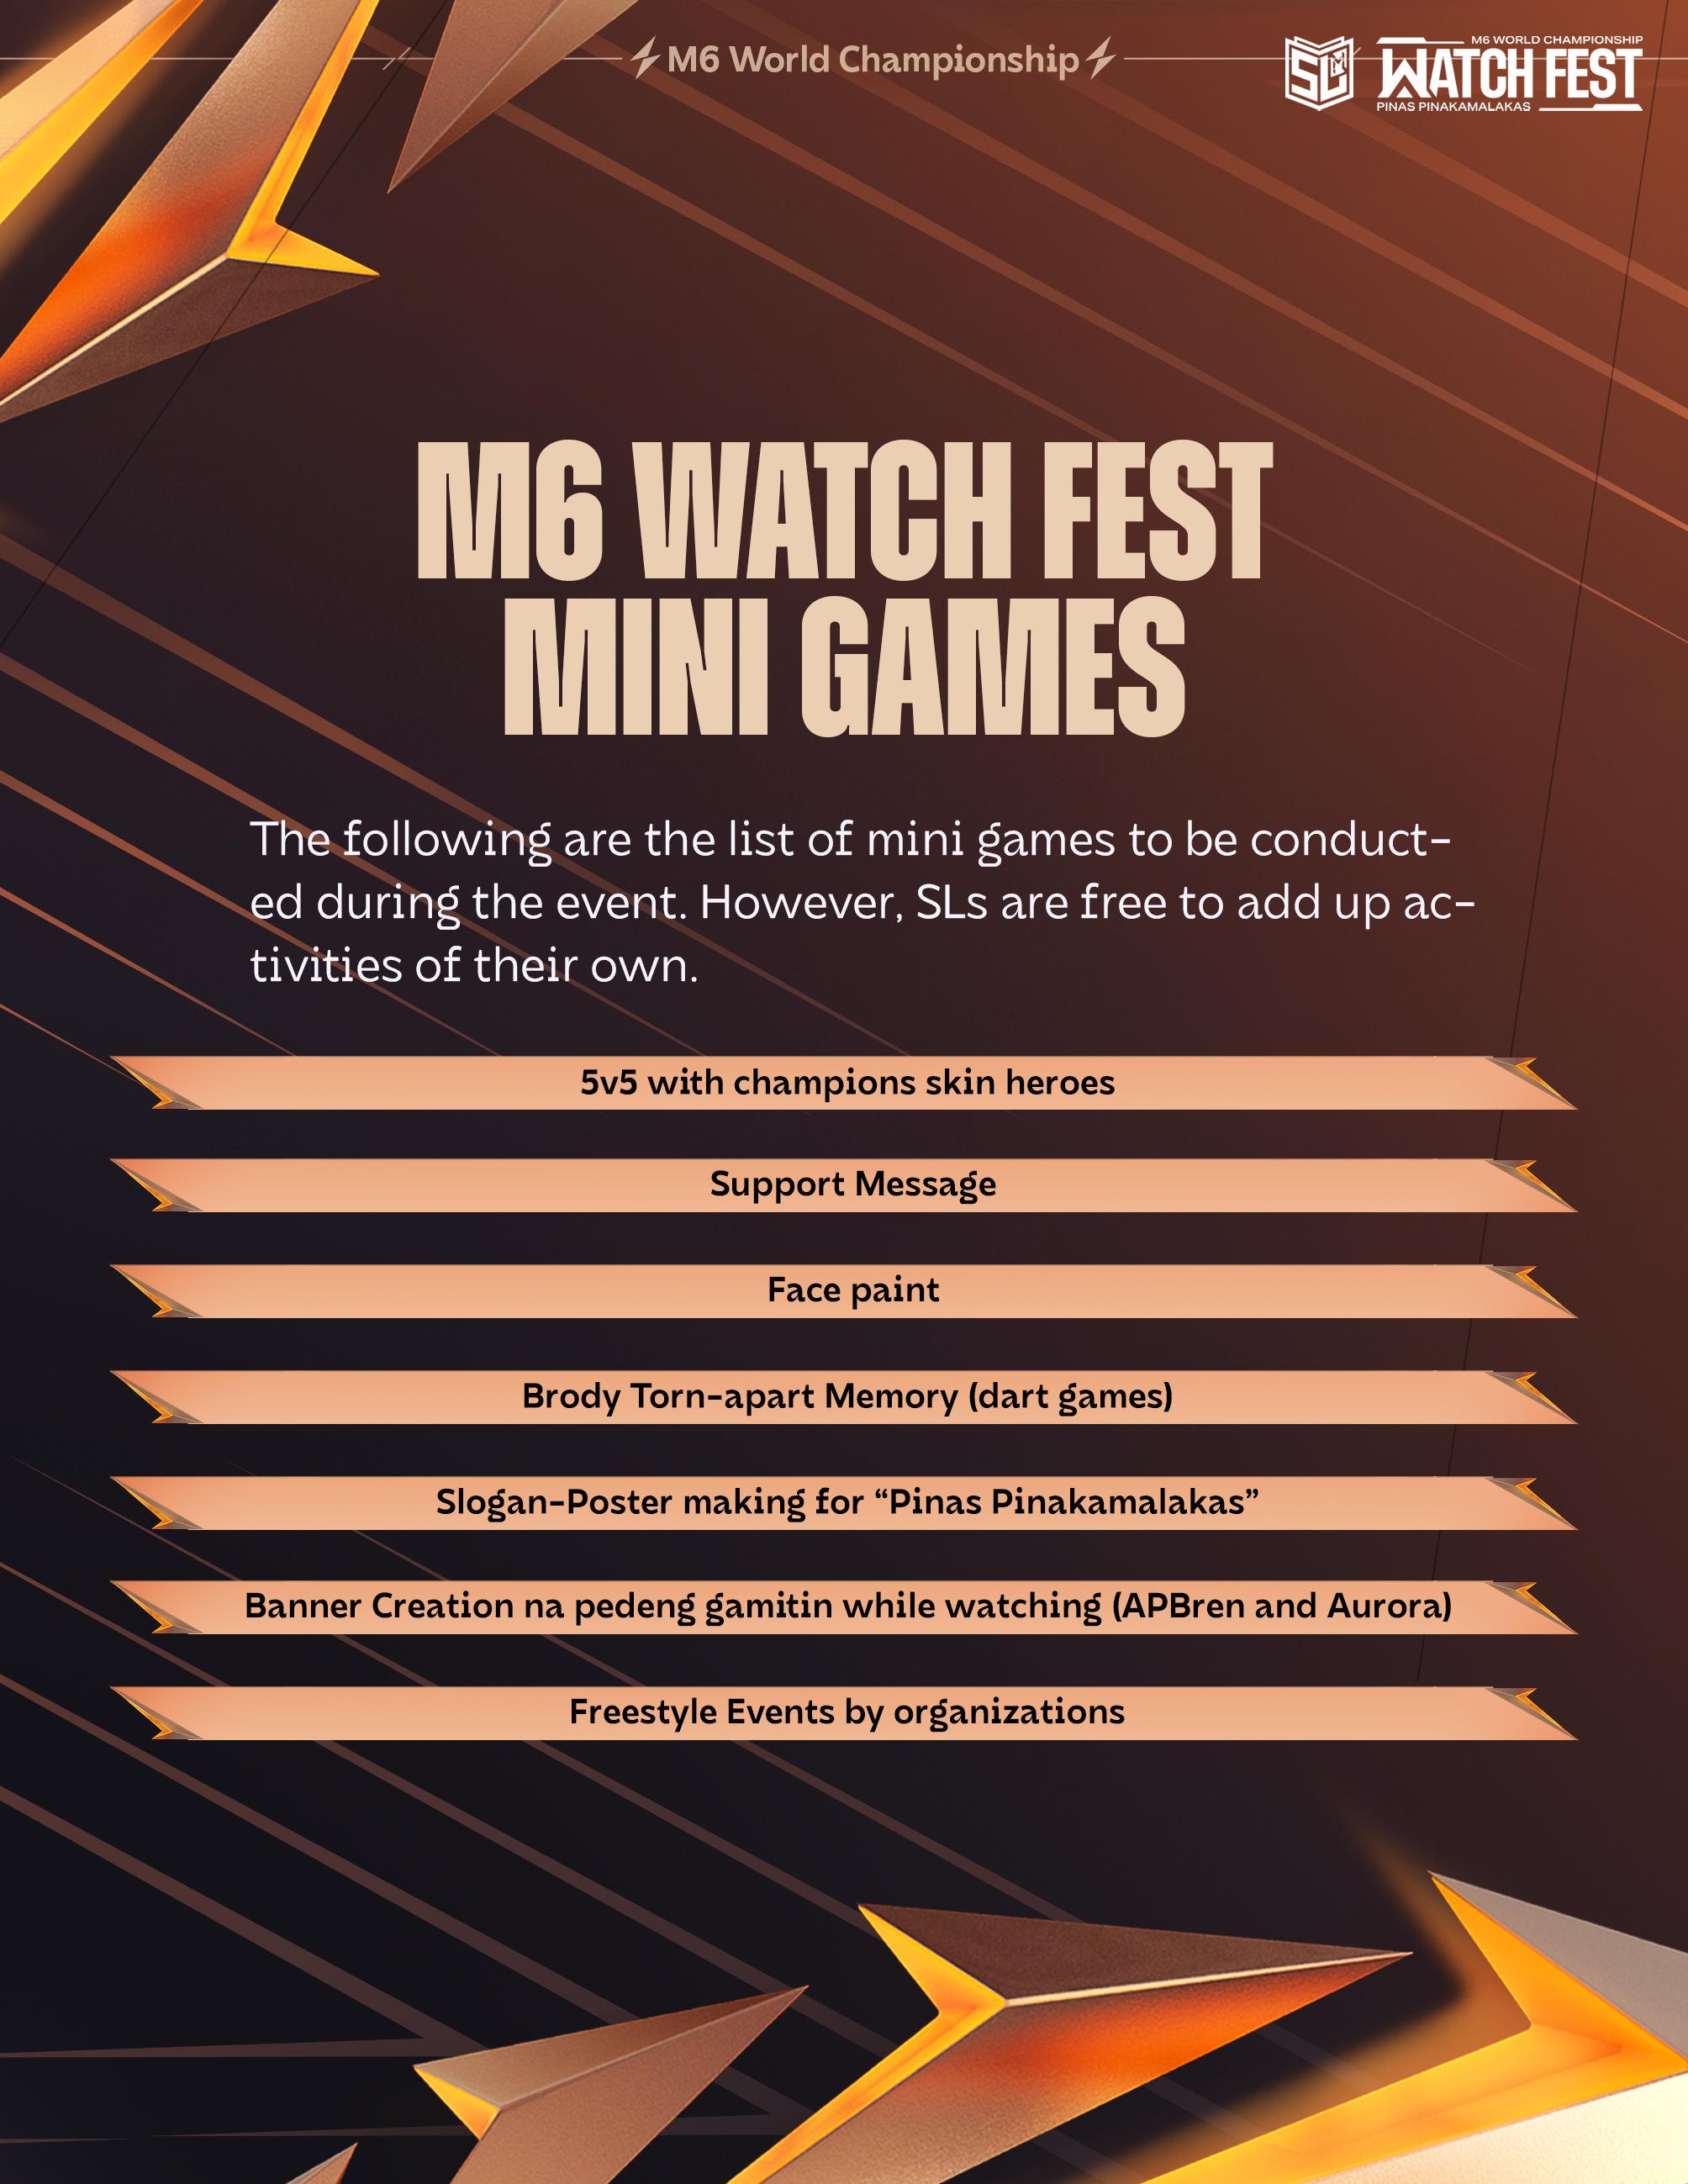 M6 World Championship
M6 WORLD CHAMPIONSHIP
SL
WATCH FEST
PINAS PINAKAMALAKAS
M6 WATCH FEST
MINI GAMES
The following are the list of mini games to be conduct-
ed during the event. However, SLs are free to add up ac-
tivities of their own.
5v5 with champions skin heroes
Support Message
Face paint
Brody Torn-apart Memory (dart games)
Slogan-Poster making for “Pinas Pinakamalakas”
Banner Creation na pedeng gamitin while watching (APBren and Aurora)
Freestyle Events by organizations